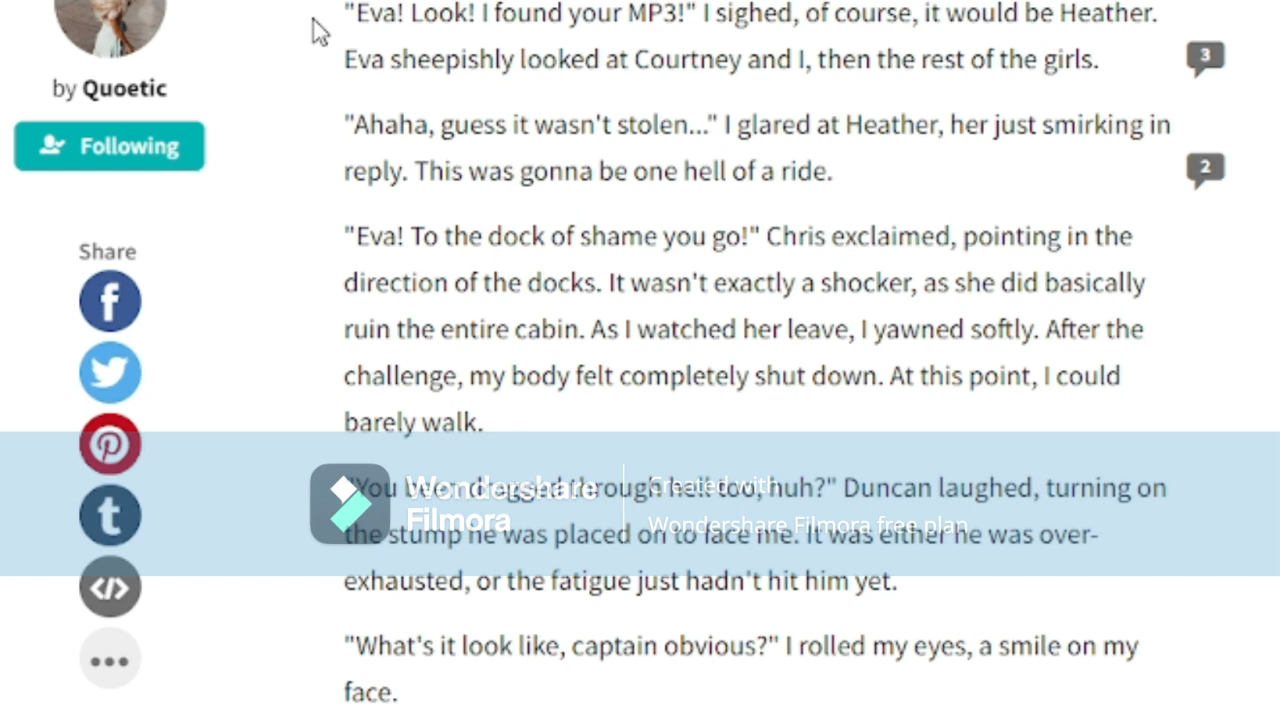 "Eva! Look! I found your MP3!" I sighed, of course, it would be Heather.
Eva sheepishly looked at Courtney and I, then the rest of the girls.
3
by Quoetic
Following
"Ahaha, guess it wasn't stolen..." I glared at Heather, her just smirking in
reply. This was gonna be one hell of a ride.
2
Share
"Eva! To the dock of shame you go!" Chris exclaimed, pointing in the
direction of the docks. It wasn't exactly a shocker, as she did basically
ruin the entire cabin. As I watched her leave, I yawned softly. After the
challenge, my body felt completely shut down. At this point, I could
barely walk.
"You been dragged through hell too, huh?" Duncan laughed, turning on
the stump he was placed on to face me. It was either he was over-
exhausted, or the fatigue just hadn't hit him yet.
Wondershare
Filmora
Created with
Wondershare Filmora free plan
"What's it look like, captain obvious?" I rolled my eyes, a smile on my
face.